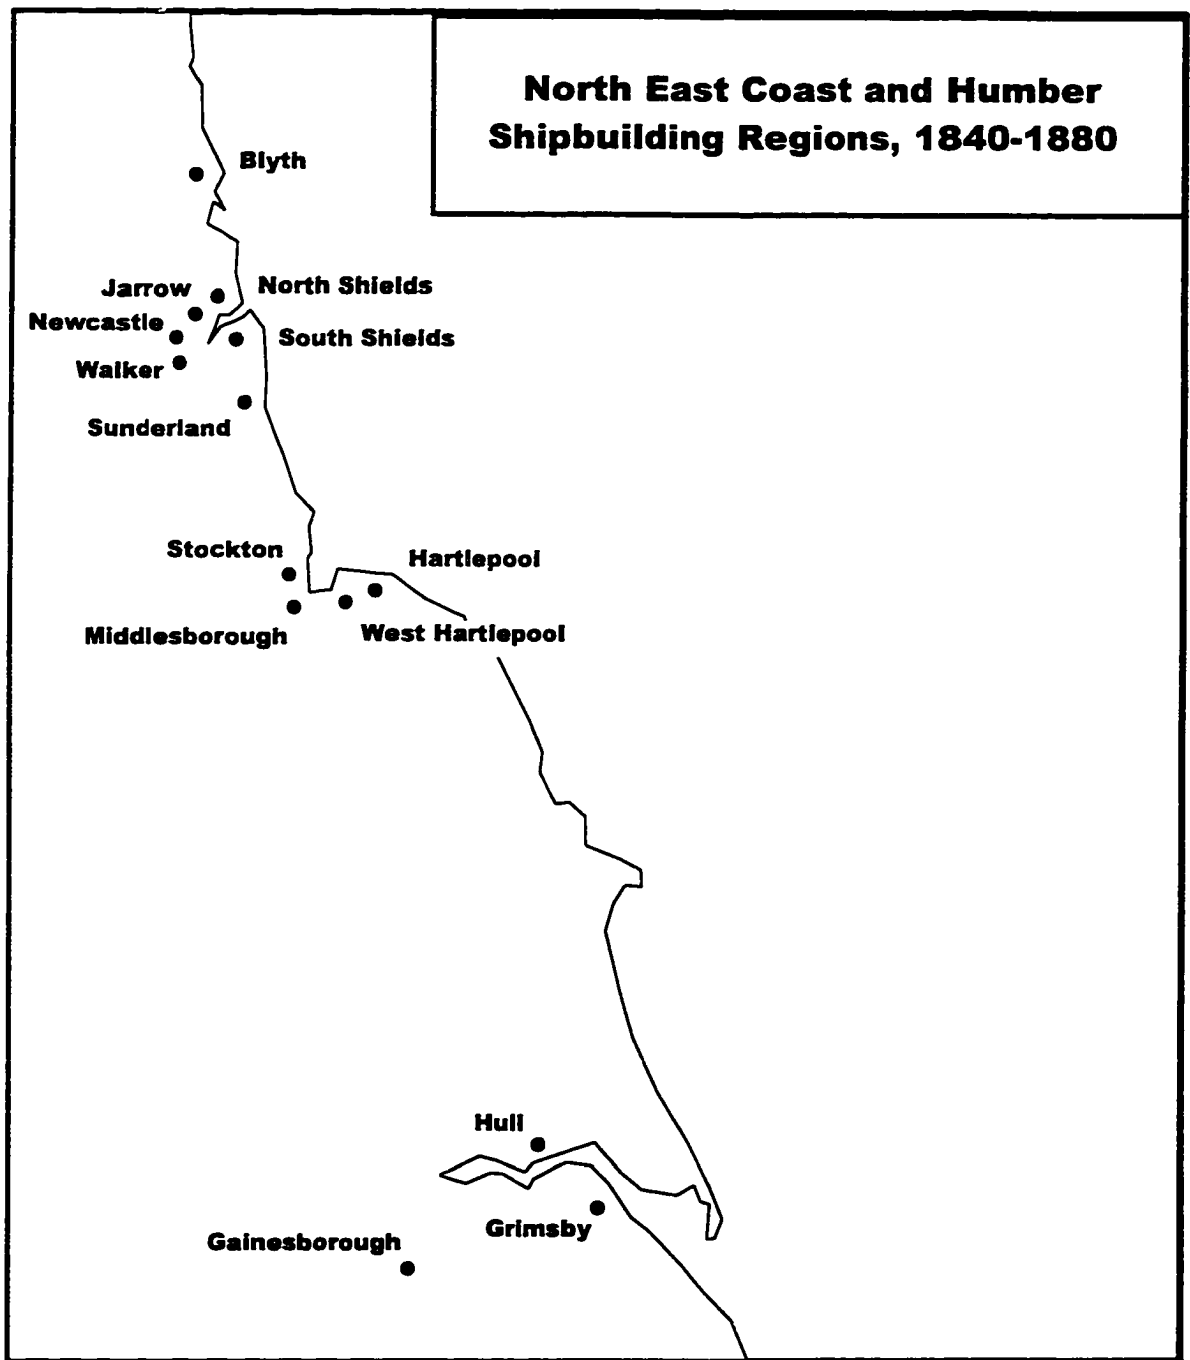 North East Coast and Humber
Shipbuilding Regions, 1840-1880
Blyth
Jarrow
North Shields
Newcastle
South Shields
Walker
Sunderland
Stockton
Hartlepool
Middlesborough
West Hartlepool
Hull
Grimsby
Gainesborough